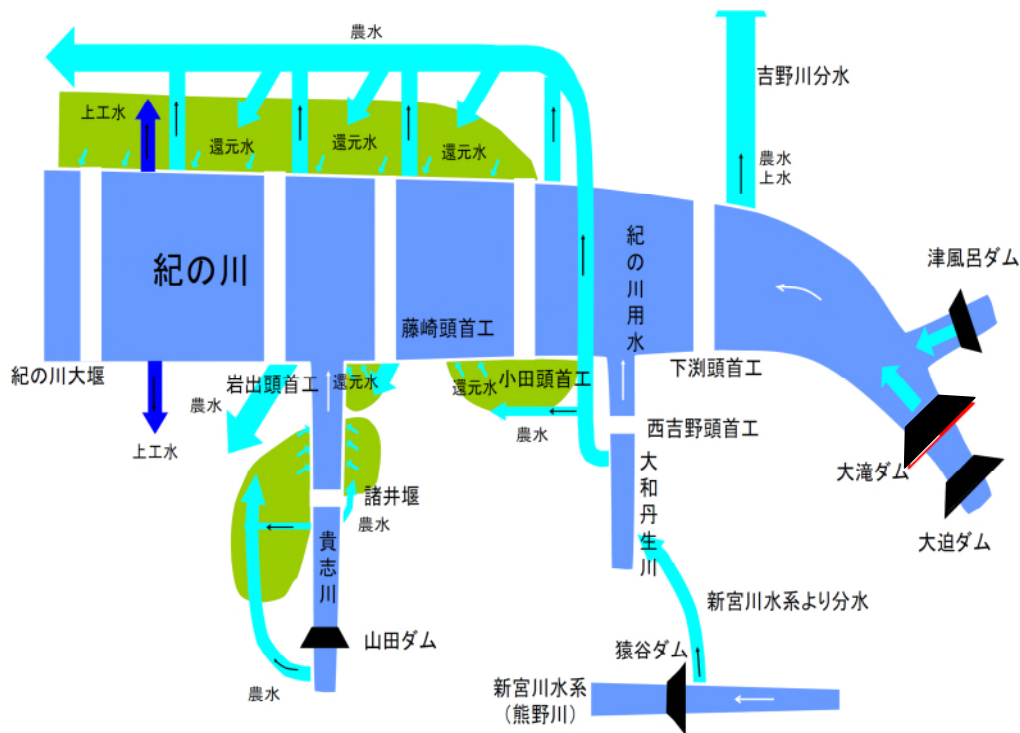 農水
吉野川分水
上工水
還元水
還元水
還元水
農水
上水
紀の川
紀の川用水
津風呂ダム
藤崎頭首工
紀の川大堰
岩出頭首工
還元水
還元水
小田頭首工
下渕頭首工
農水
農水
西吉野頭首工
上工水
大滝ダム
諸井堰
農水
大和丹生川
大迫ダム
貴志川
新宮川水系より分水
山田ダム
猿谷ダム
農水
新宮川水系
(熊野川)